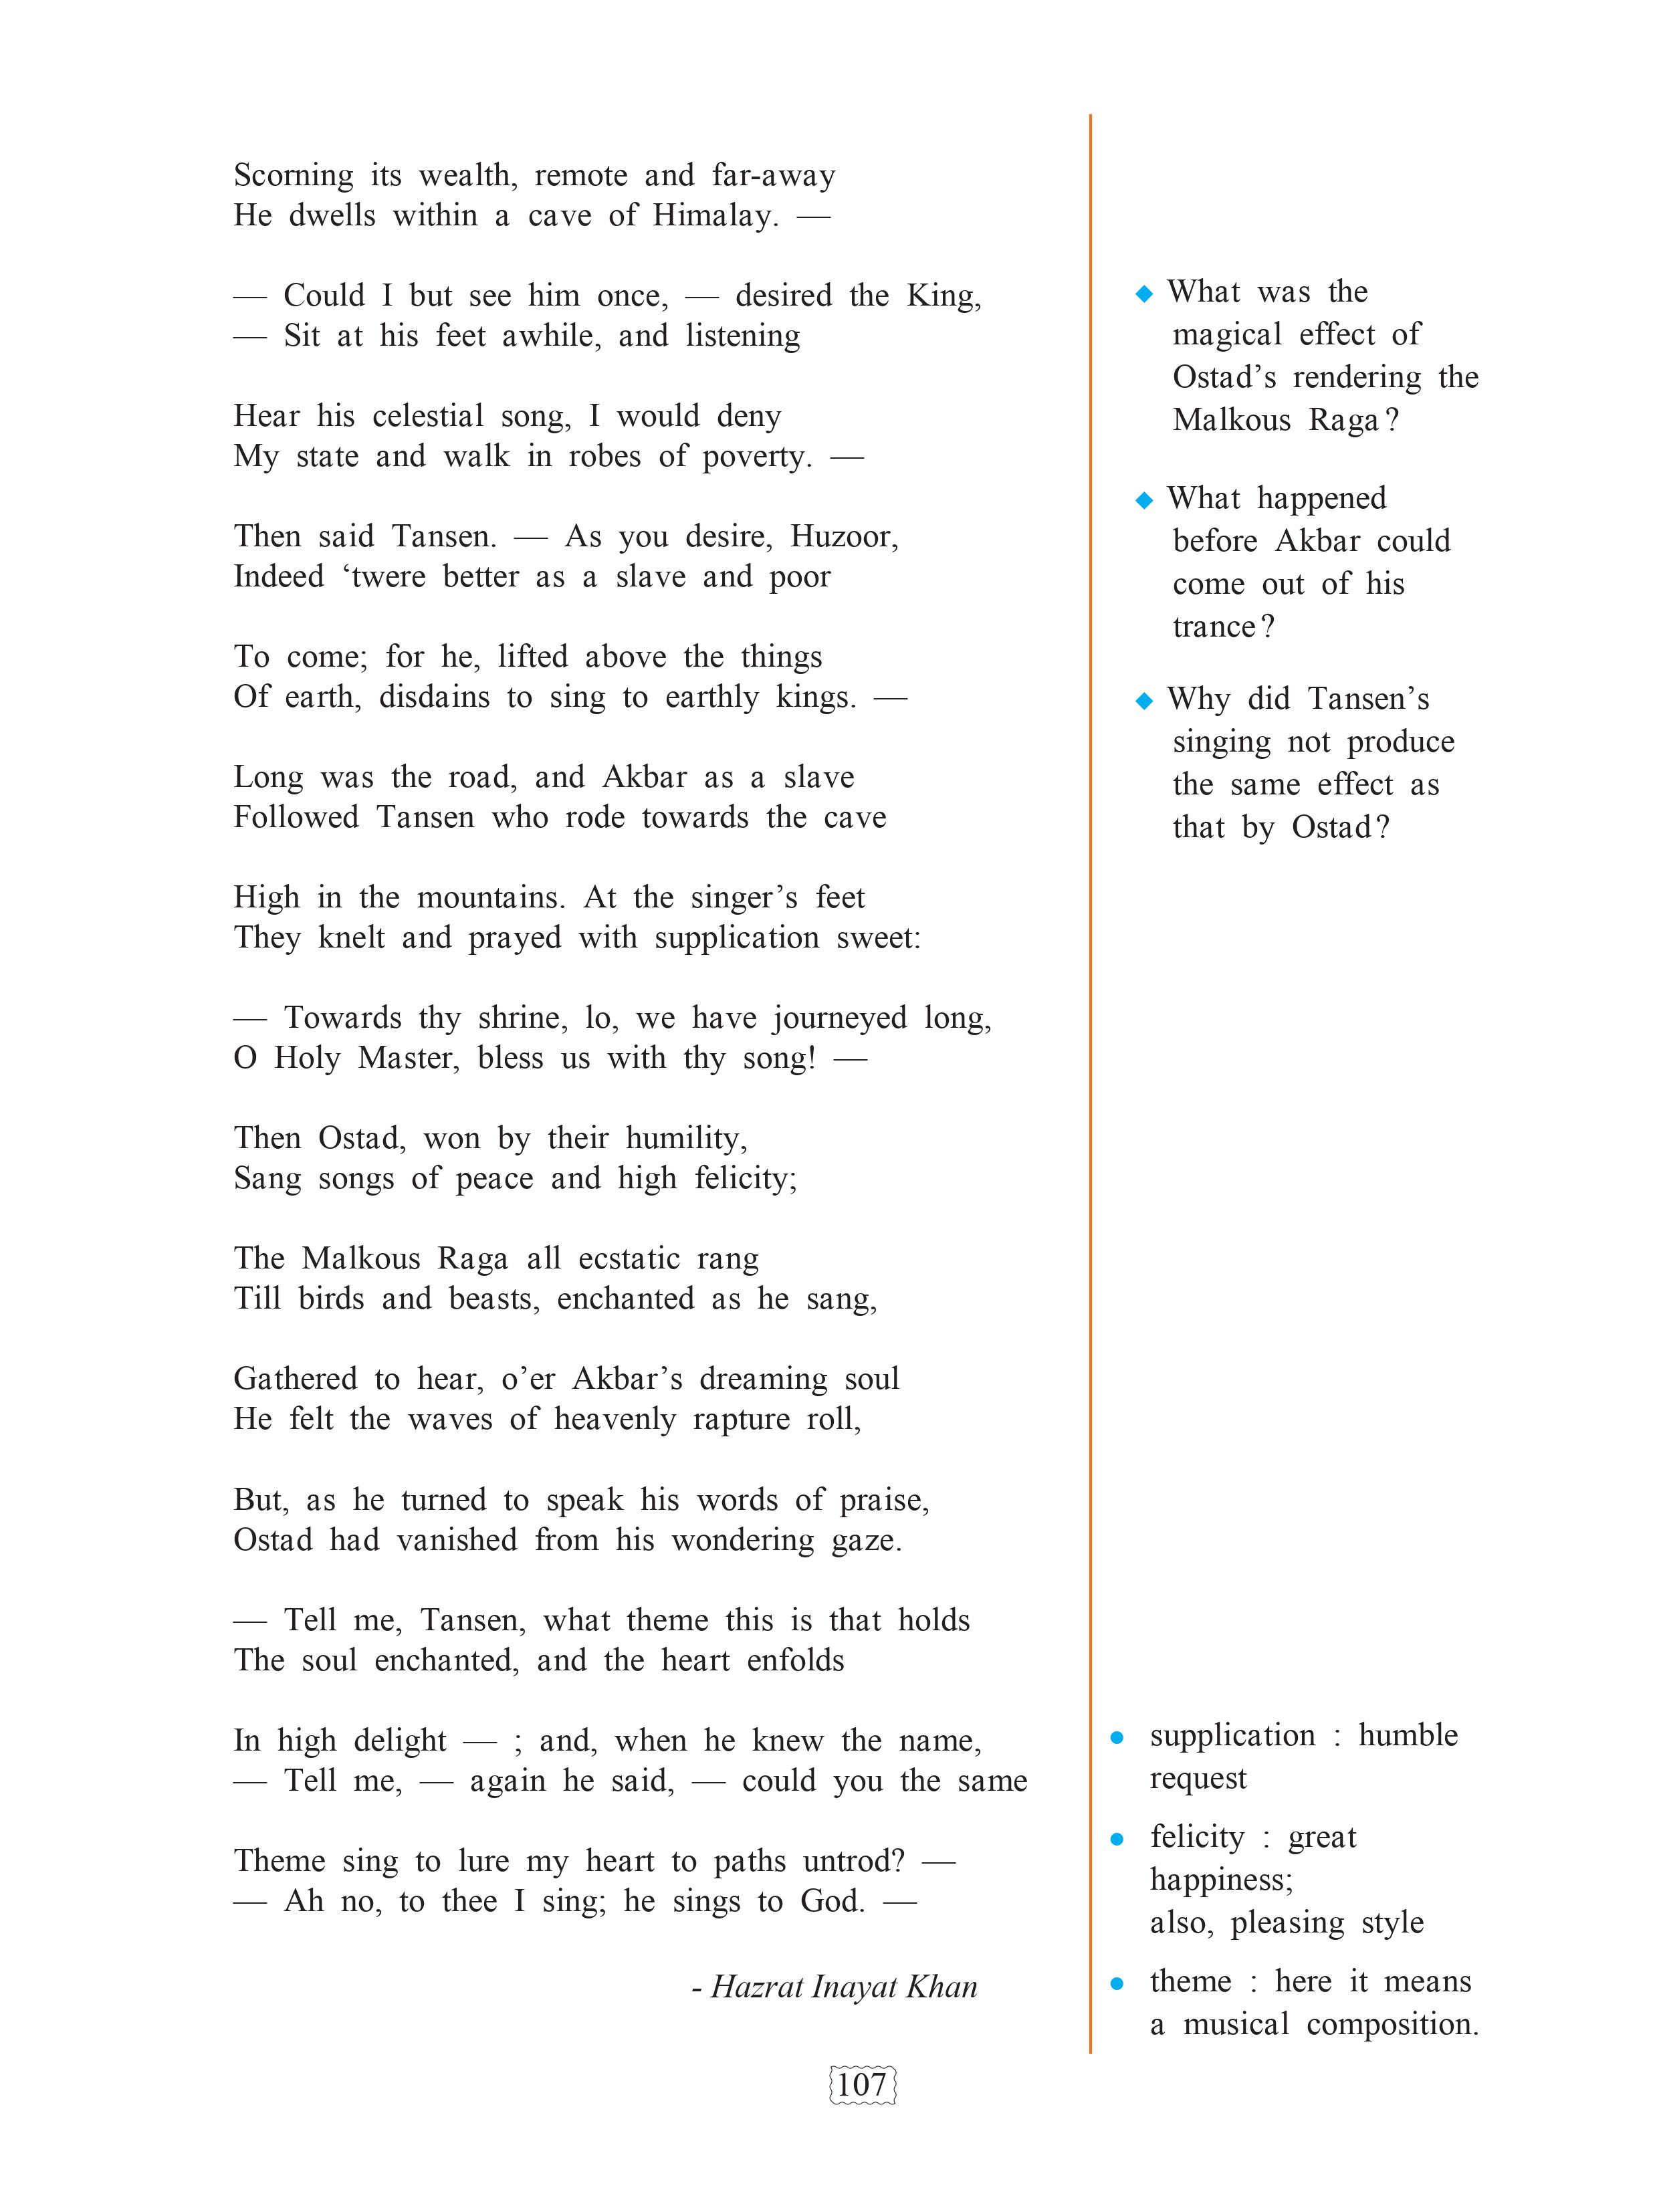 Scorning its wealth, remote and far-away
He dwells within a cave of Himalay. —
— Could I but see him once, — desired the King,
— Sit at his feet awhile, and listening
Hear his celestial song, I would deny
My state and walk in robes of poverty. —
Then said Tansen. — As you desire, Huzoor,
Indeed ‘twere better as a slave and poor
To come; for he, lifted above the things
Of earth, disdains to sing to earthly kings. —
Long was the road, and Akbar as a slave
Followed Tansen who rode towards the cave
High in the mountains. At the singer’s feet
They knelt and prayed with supplication sweet:
— Towards thy shrine, lo, we have journeyed long,
O Holy Master, bless us with thy song! —
Then Ostad, won by their humility,
Sang songs of peace and high felicity;
The Malkous Raga all ecstatic rang
Till birds and beasts, enchanted as he sang,
Gathered to hear, o’er Akbar’s dreaming soul
He felt the waves of heavenly rapture roll,
But, as he turned to speak his words of praise,
Ostad had vanished from his wondering gaze.
— Tell me, Tansen, what theme this is that holds
The soul enchanted, and the heart enfolds
In high delight — ; and, when he knew the name,
— Tell me, — again he said, — could you the same
Theme sing to lure my heart to paths untrod? —
— Ah no, to thee I sing; he sings to God. —
- Hazrat Inayat Khan
◆ What was the
magical effect of
Ostad’s rendering the
Malkous Raga?
◆ What happened
before Akbar could
come out of his
trance?
◆ Why did Tansen’s
singing not produce
the same effect as
that by Ostad?
● supplication : humble
request
● felicity : great
happiness;
also, pleasing style
● theme : here it means
a musical composition.
107